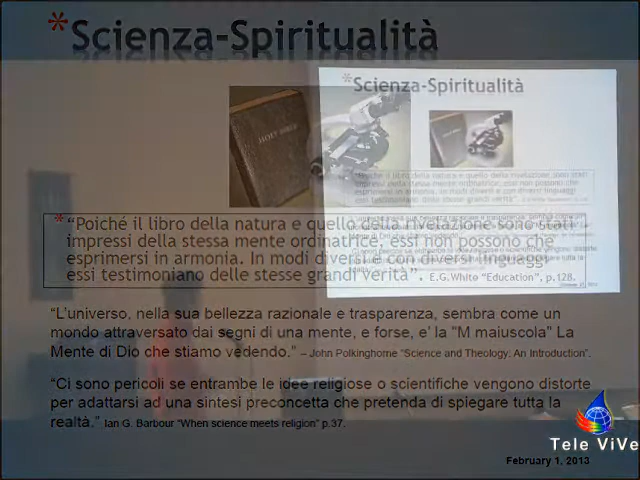 *Scienza-Spiritualità
*Scienza-Spiritualità
HOLY BIBLE
* "Poiché il libro della natura e quello della rivelazione sono stati
impressi della stessa mente ordinatrice, essi non possono che
esprimersi in armonia. In modi diversi e con diversi linguaggi
essi testimoniano delle stesse grandi verità". E.G.White "Education", p.128.
"L'universo, nella sua bellezza razionale e trasparenza, sembra come un
mondo attraversato dai segni di una mente, e forse, e' la "M maiuscola" La
Mente di Dio che stiamo vedendo." – John Polkinghorne "Science and Theology: An Introduction".
"Ci sono pericoli se entrambe le idee religiose o scientifiche vengono distorte
per adattarsi ad una sintesi preconcetta che pretenda di spiegare tutta la
realtà." Ian G. Barbour "When science meets religion" p.37.
Tele ViVe
February 1, 2013